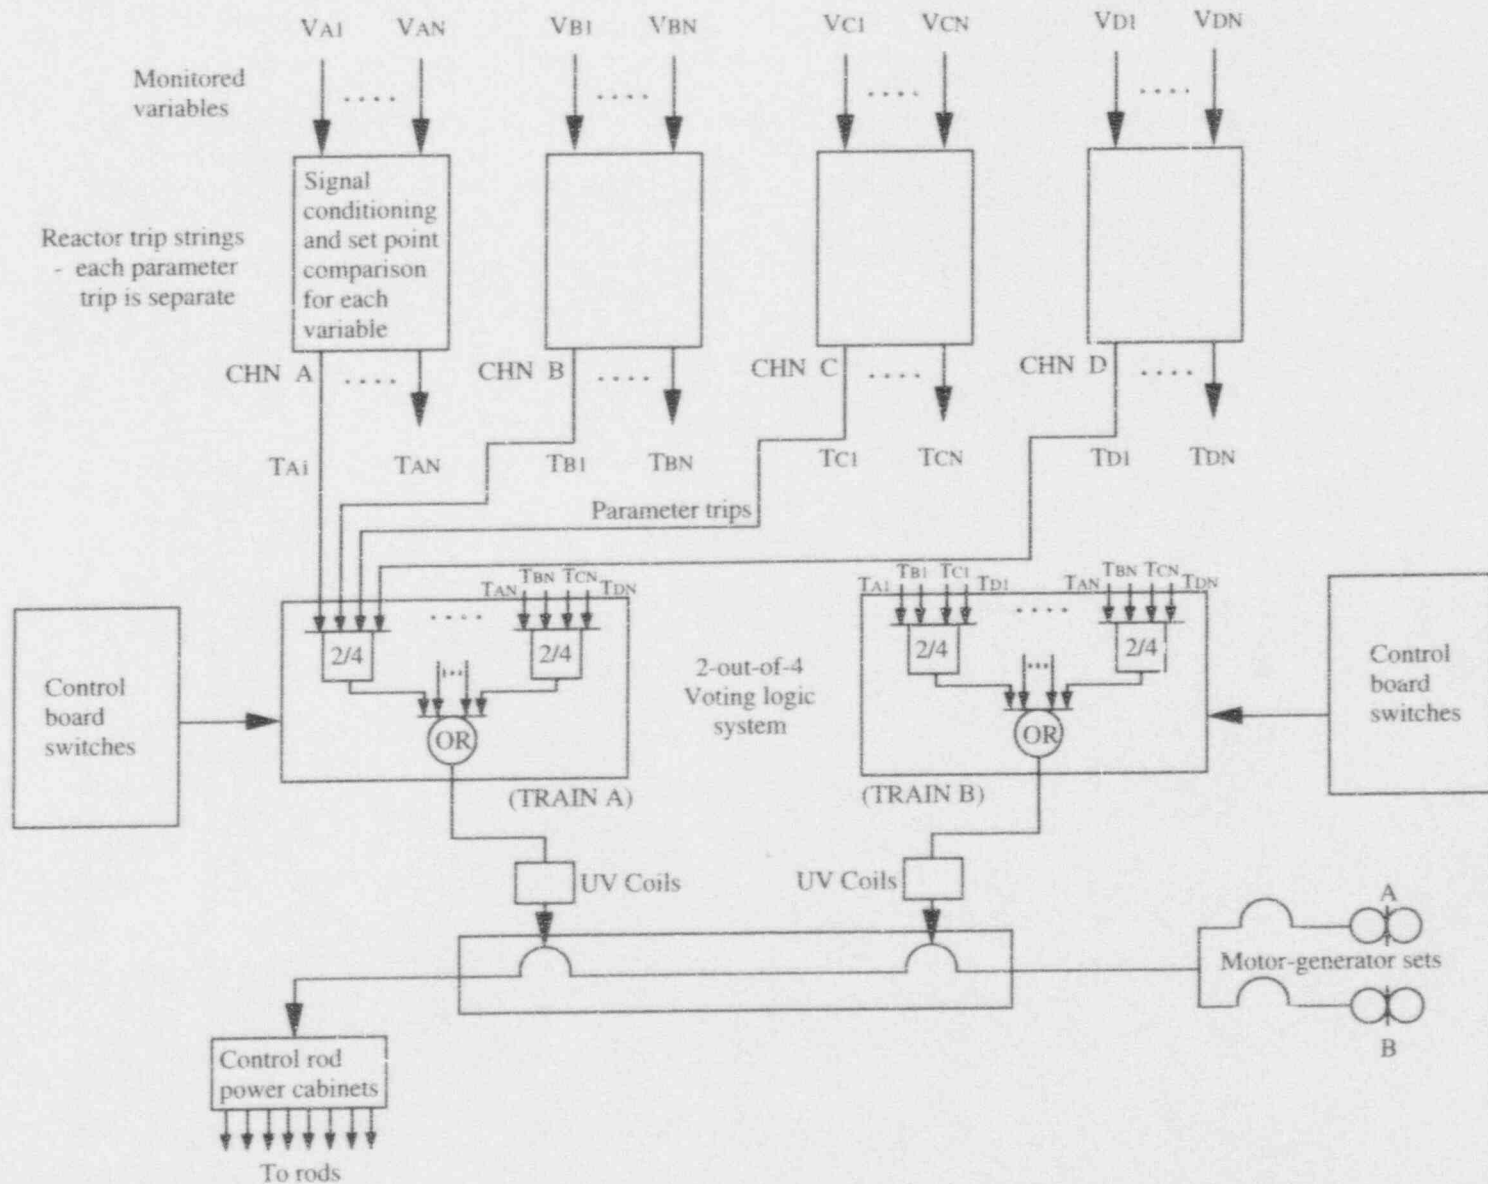 VA1 VAN VB1 VBN VC1 VCN VD1 VDN
Monitored
variables
.... .... .... ....
Signal
conditioning
and set point
comparison
for each
variable
Reactor trip strings
- each parameter
trip is separate
CHN A .... CHN B .... CHN C .... CHN D ....
TA1 TAN TB1 TBN TC1 TCN TD1 TDN
Parameter trips
TAN TBN TCN TDN
TA1 TB1 TC1 TD1 .... TAN TBN TCN TDN
....
2/4 2/4
2/4 2/4
... ...
Control
board
switches
2-out-of-4
Voting logic
system
Control
board
switches
OR OR
(TRAIN A) (TRAIN B)
UV Coils UV Coils
A
Motor-generator sets
B
Control rod
power cabinets
To rods